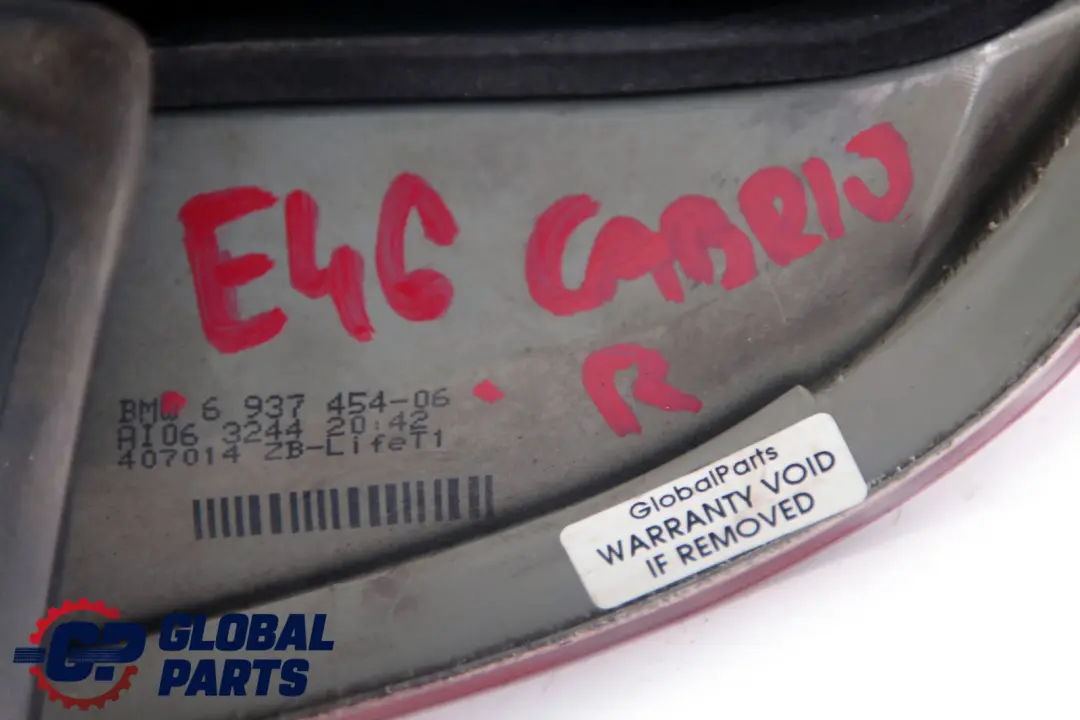 E46 CABRIO
R
BMW 6 937 454-06
AI06 3244 20:42
407014 ZB-LifeT1
GlobalParts
WARRANTY VOID
IF REMOVED
GP GLOBAL
PARTS